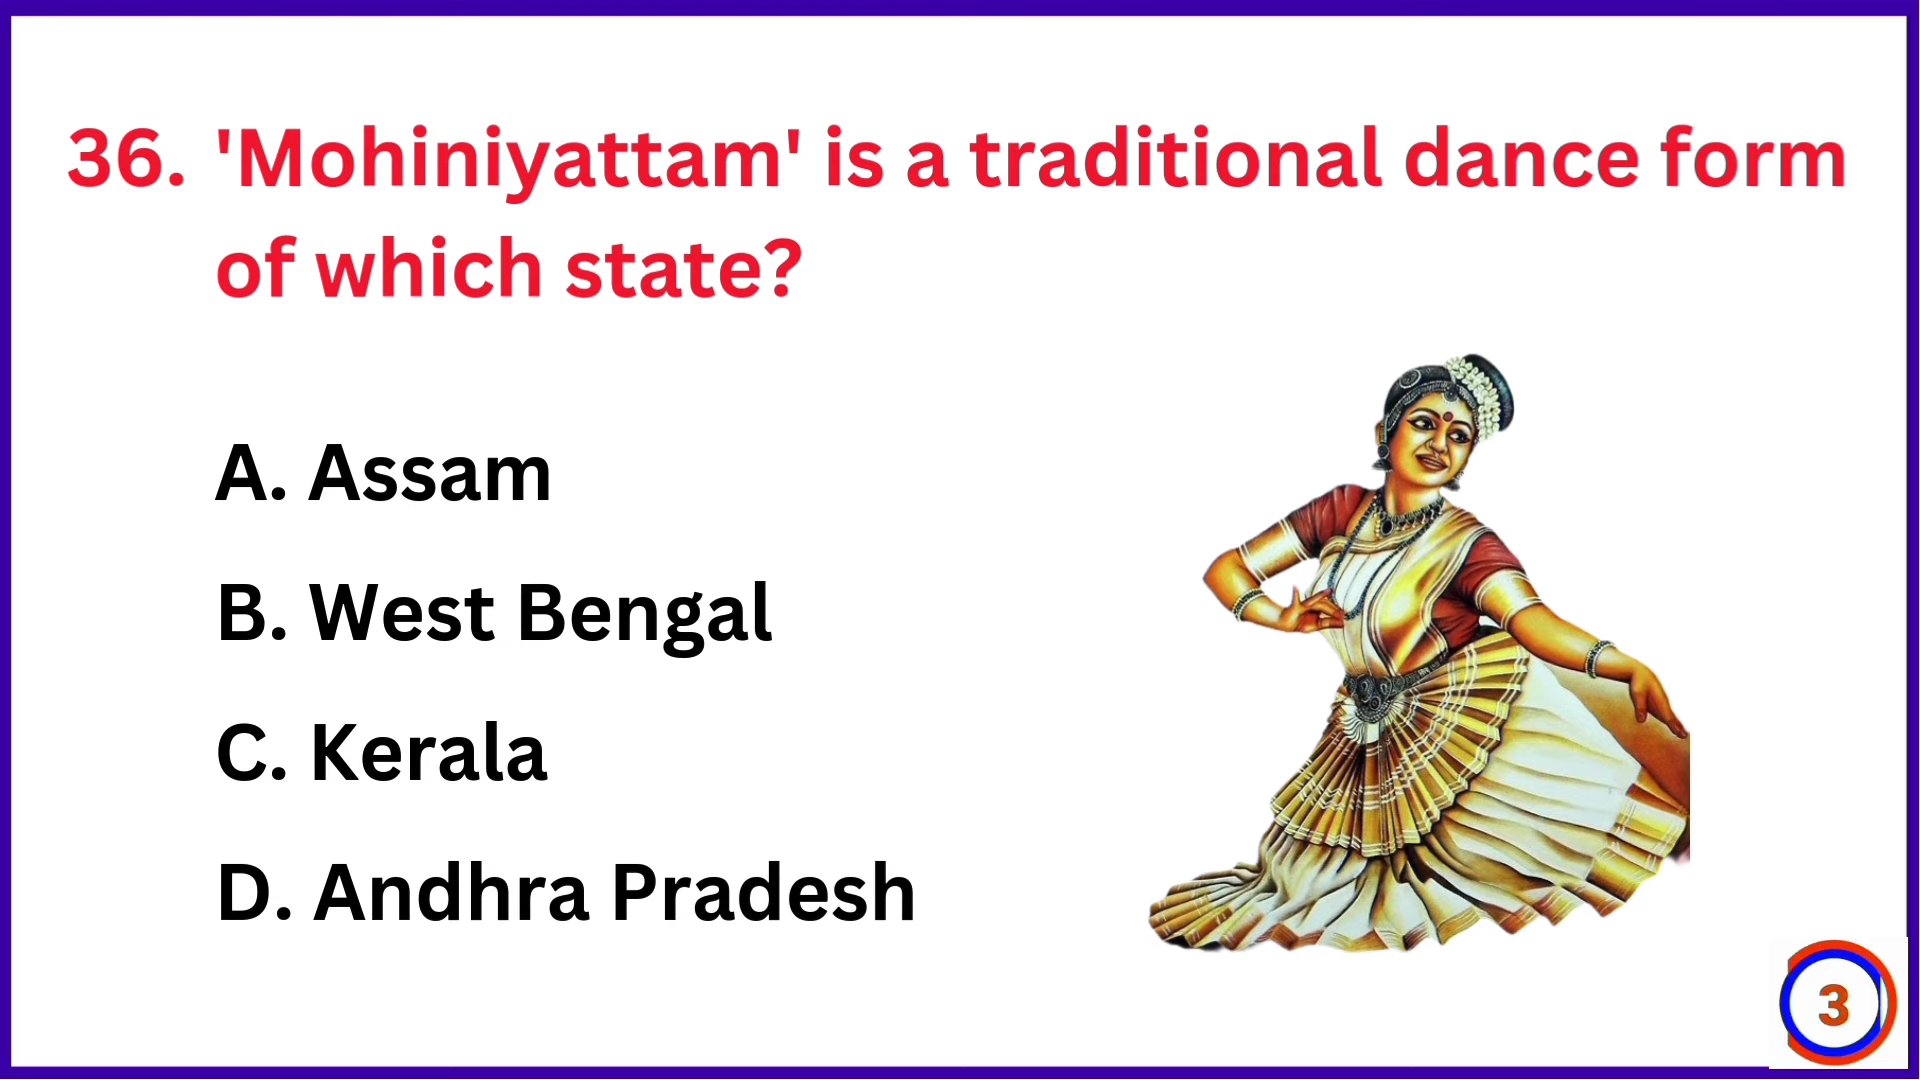 36. 'Mohiniyattam' is a traditional dance form
of which state?
A. Assam
B. West Bengal
C. Kerala
D. Andhra Pradesh
3